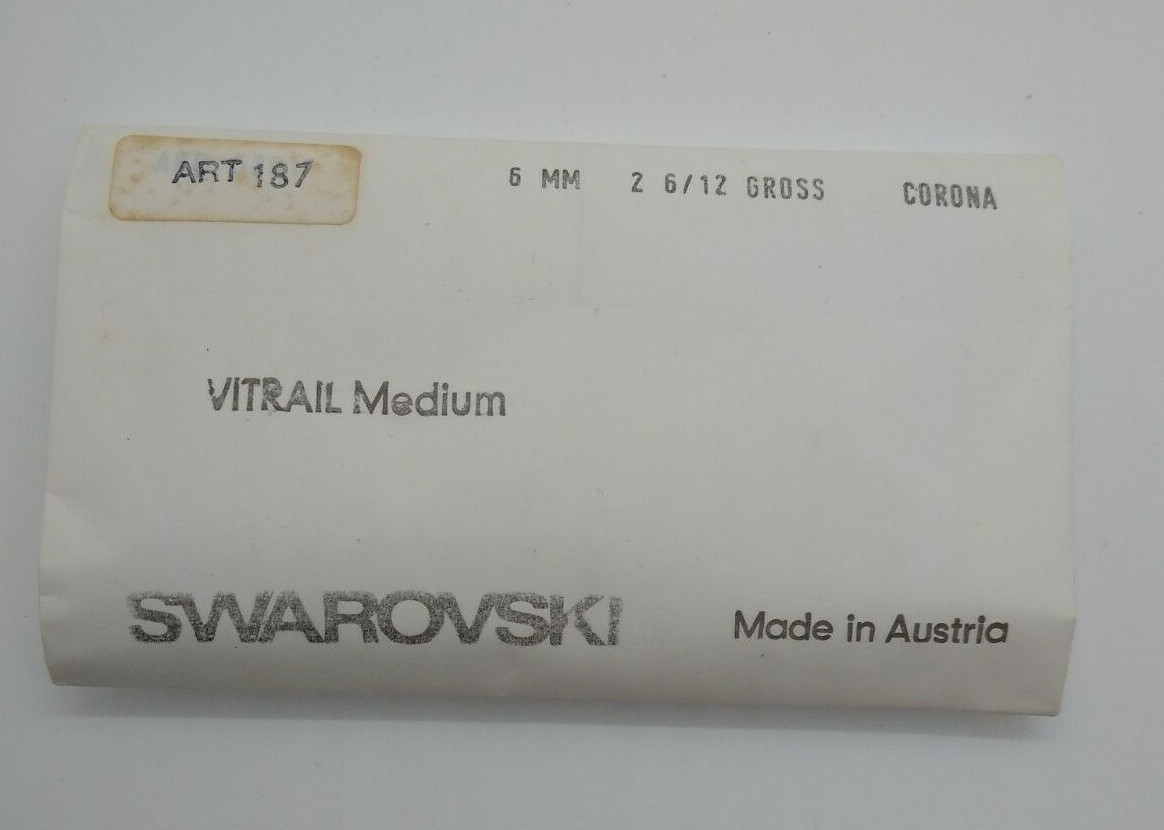 ART 187 6 MM 2 6/12 GROSS CORONA
VITRAIL Medium
SWAROVSKI Made in Austria